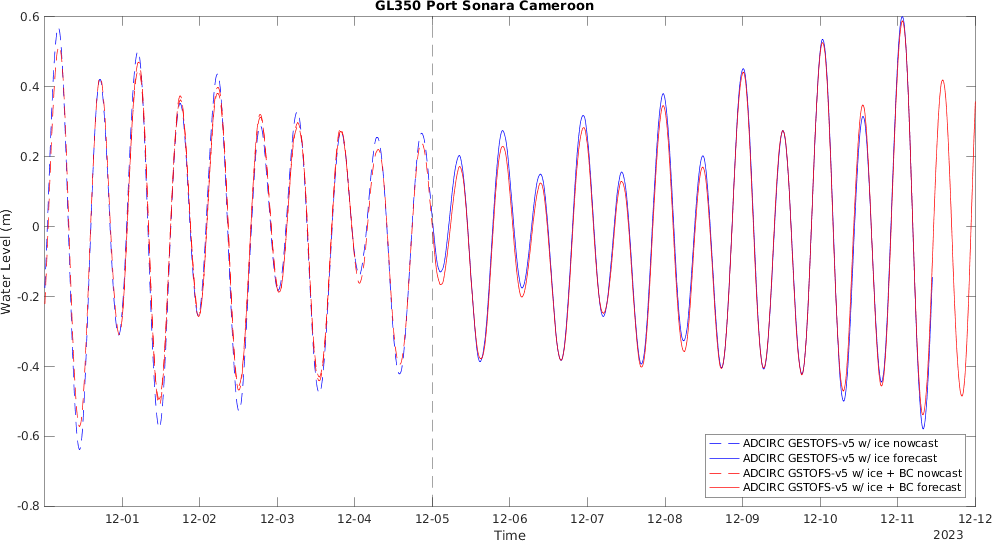 GL350 Port Sonara Cameroon
0.6
0.4
0.2
0
-0.2
-0.4
-0.6
-0.8
Water Level (m)
12-01 12-02 12-03 12-04 12-05 12-06 12-07 12-08 12-09 12-10 12-11 12-12
Time
2023
ADCIRC GESTOFS-v5 w/ ice nowcast
ADCIRC GESTOFS-v5 w/ ice forecast
ADCIRC GSTOFS-v5 w/ ice + BC nowcast
ADCIRC GSTOFS-v5 w/ ice + BC forecast